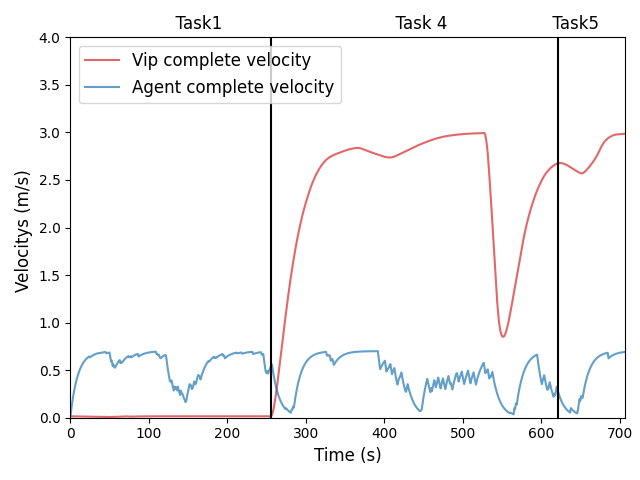 Task1 Task 4 Task5
4.0
Vip complete velocity
Agent complete velocity
3.5
3.0
2.5
2.0
1.5
1.0
0.5
0.0
Velocitys (m/s)
0 100 200 300 400 500 600 700
Time (s)